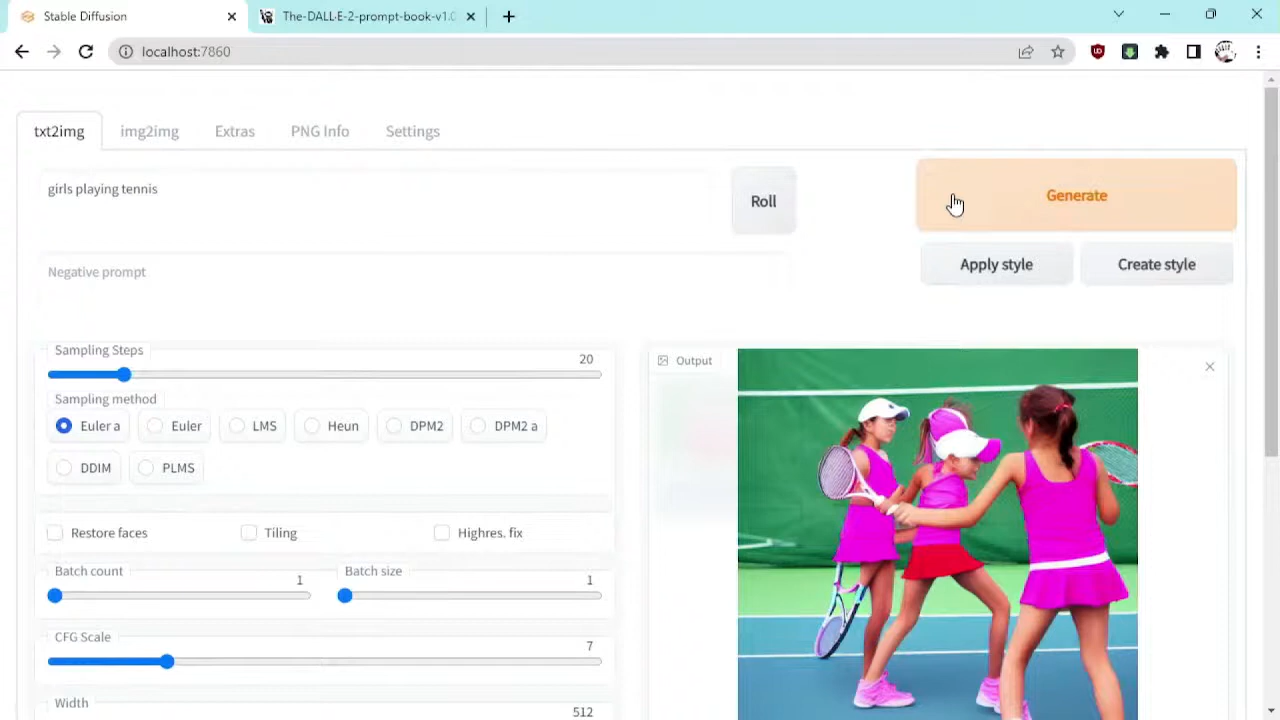 Stable Diffusion
The-DALL·E-2-prompt-book-v1.0
localhost:7860
txt2img
img2img
Extras
PNG Info
Settings
girls playing tennis
Roll
Generate
Negative prompt
Apply style
Create style
Sampling Steps
20
Sampling method
Euler a
Euler
LMS
Heun
DPM2
DPM2 a
DDIM
PLMS
Restore faces
Tiling
Highres. fix
Batch count
1
Batch size
1
CFG Scale
7
Width
512
Output